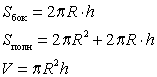 Sбок = 2πR · h
Sполн = 2πR² + 2πR · h
V = πR²h